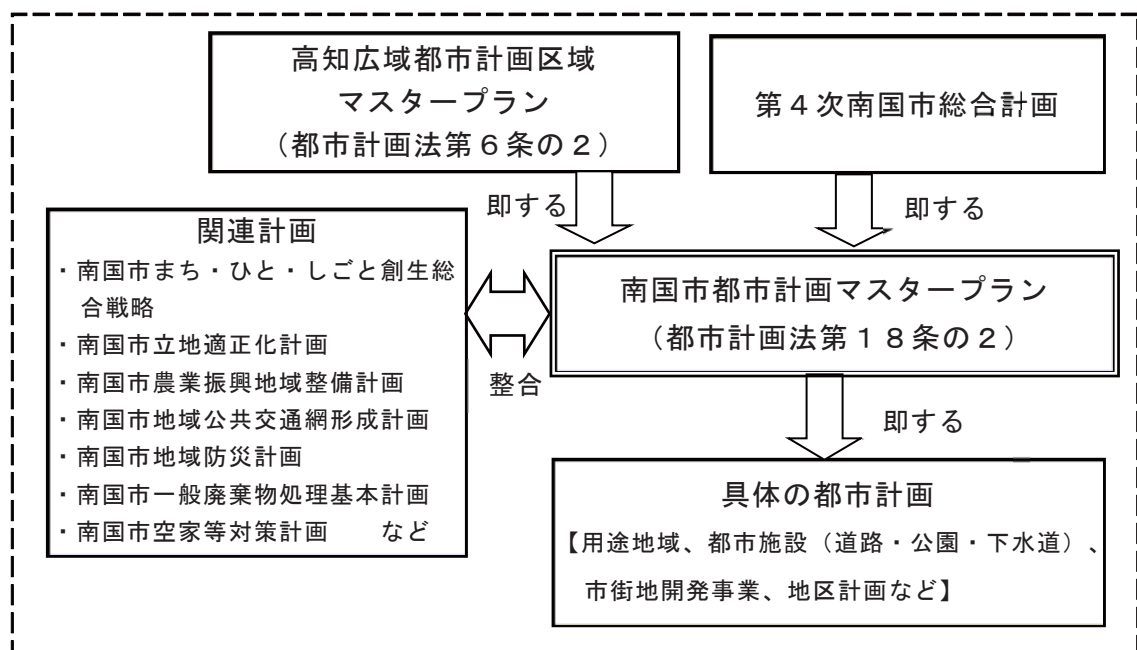 高知広域都市計画区域
マスタープラン
（都市計画法第６条の２）
第４次南国市総合計画
即する
即する
関連計画
・南国市まち・ひと・しごと創生総
合戦略
・南国市立地適正化計画
・南国市農業振興地域整備計画
・南国市地域公共交通網形成計画
・南国市地域防災計画
・南国市一般廃棄物処理基本計画
・南国市空家等対策計画　　など
整合
南国市都市計画マスタープラン
（都市計画法第１８条の２）
即する
具体の都市計画
【用途地域、都市施設（道路・公園・下水道）、
市街地開発事業、地区計画など】